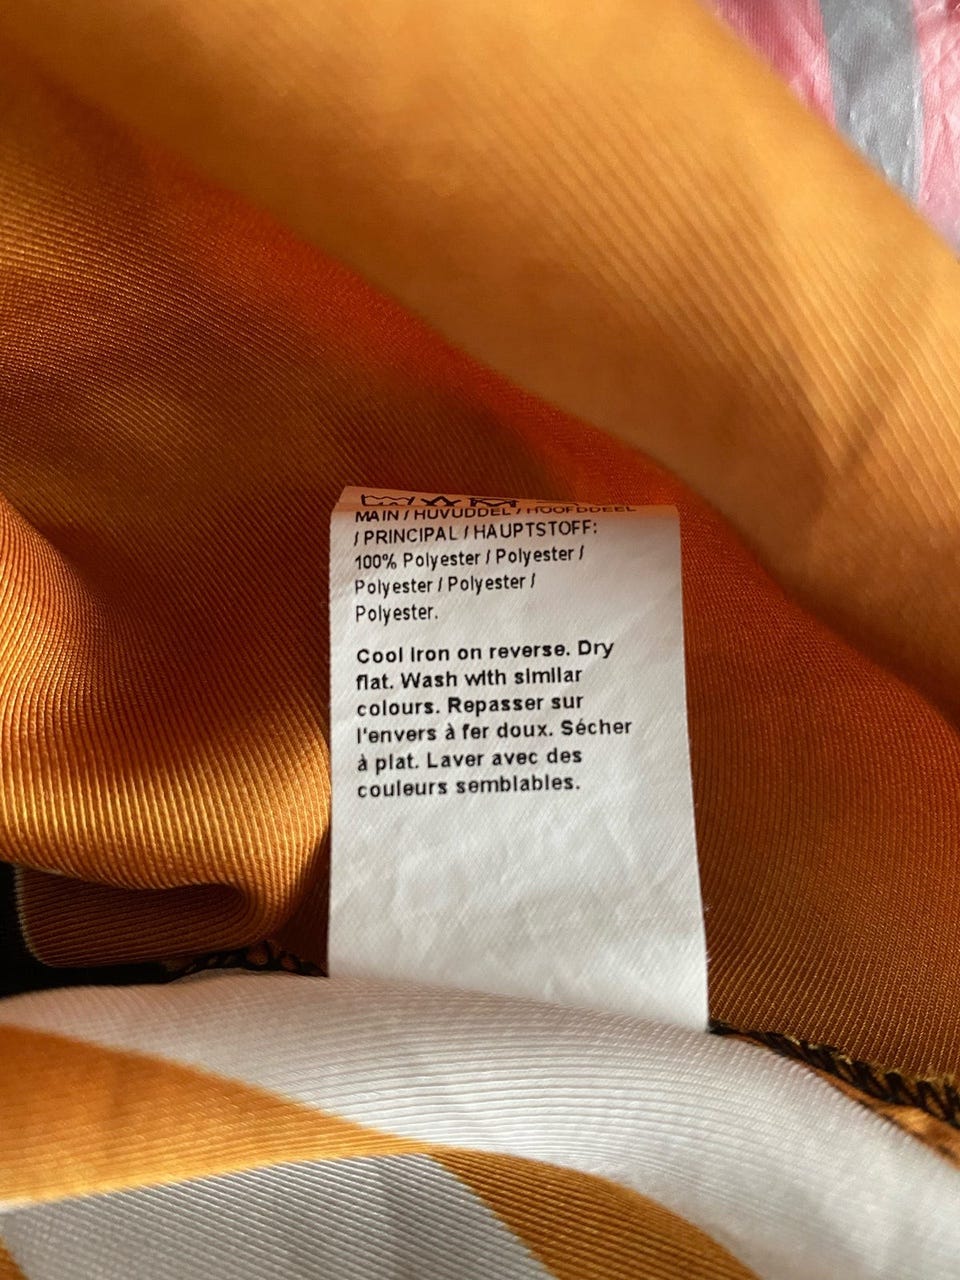 MAIN / HUVUDDEL / HOOFDDEEL
/ PRINCIPAL / HAUPTSTOFF:
100% Polyester / Polyester /
Polyester / Polyester /
Polyester.
Cool iron on reverse. Dry
flat. Wash with similar
colours. Repasser sur
l'envers à fer doux. Sécher
à plat. Laver avec des
couleurs semblables.